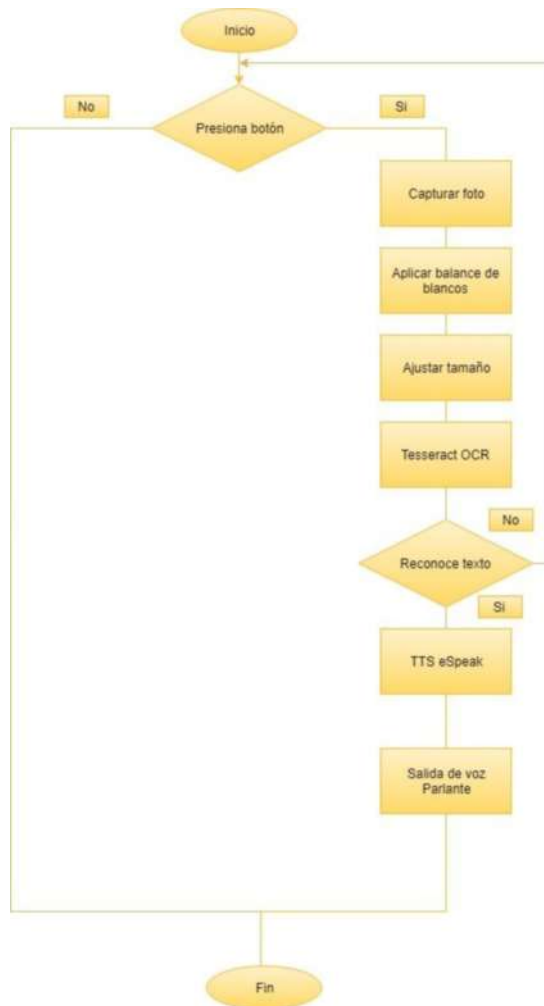 Inicio
No
Si
Presiona botón
Capturar foto
Aplicar balance de
blancos
Ajustar tamaño
Tesseract OCR
No
Reconoce texto
Si
TTS eSpeak
Salida de voz
Parlante
Fin